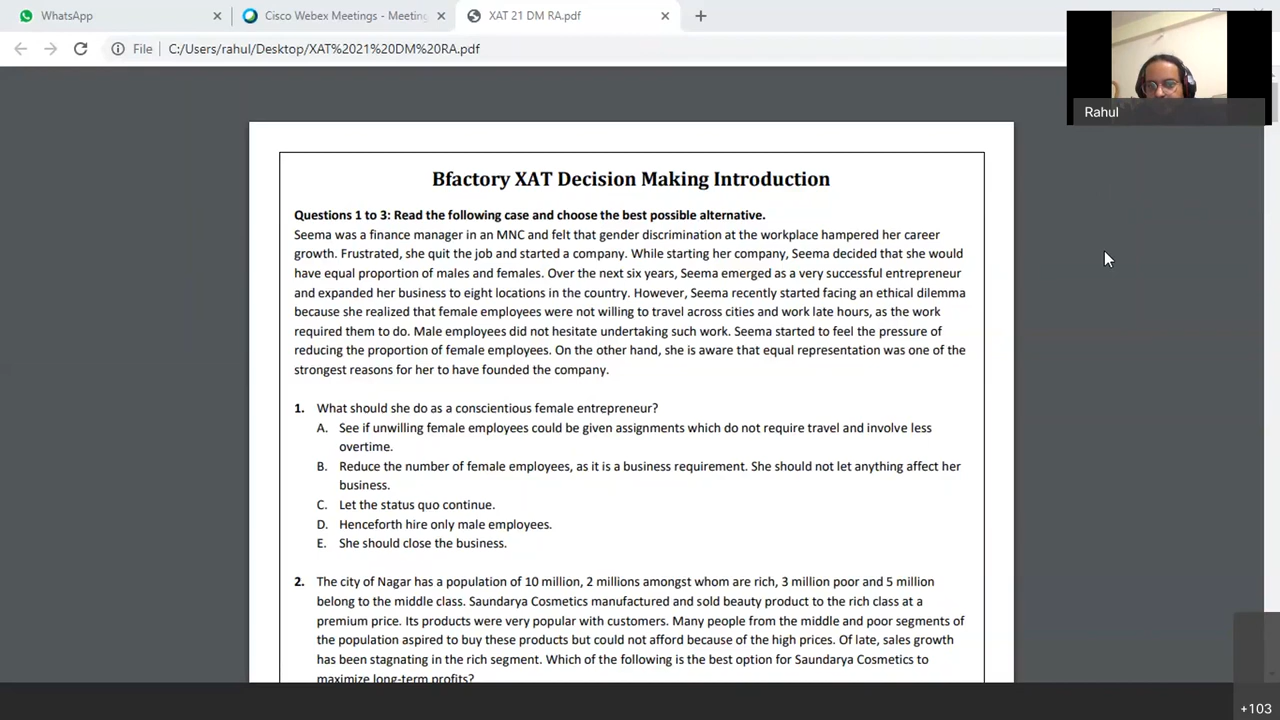 WhatsApp
Cisco Webex Meetings - Meeting
XAT 21 DM RA.pdf
File
C:/Users/rahul/Desktop/XAT%2021%20DM%20RA.pdf
Rahul
Bfactory XAT Decision Making Introduction
Questions 1 to 3: Read the following case and choose the best possible alternative.
Seema was a finance manager in an MNC and felt that gender discrimination at the workplace hampered her career
growth. Frustrated, she quit the job and started a company. While starting her company, Seema decided that she would
have equal proportion of males and females. Over the next six years, Seema emerged as a very successful entrepreneur
and expanded her business to eight locations in the country. However, Seema recently started facing an ethical dilemma
because she realized that female employees were not willing to travel across cities and work late hours, as the work
required them to do. Male employees did not hesitate undertaking such work. Seema started to feel the pressure of
reducing the proportion of female employees. On the other hand, she is aware that equal representation was one of the
strongest reasons for her to have founded the company.
1. What should she do as a conscientious female entrepreneur?
A. See if unwilling female employees could be given assignments which do not require travel and involve less
overtime.
B. Reduce the number of female employees, as it is a business requirement. She should not let anything affect her
business.
C. Let the status quo continue.
D. Henceforth hire only male employees.
E. She should close the business.
2. The city of Nagar has a population of 10 million, 2 millions amongst whom are rich, 3 million poor and 5 million
belong to the middle class. Saundarya Cosmetics manufactured and sold beauty product to the rich class at a
premium price. Its products were very popular with customers. Many people from the middle and poor segments of
the population aspired to buy these products but could not afford because of the high prices. Of late, sales growth
has been stagnating in the rich segment. Which of the following is the best option for Saundarya Cosmetics to
maximize long-term profits?
+103